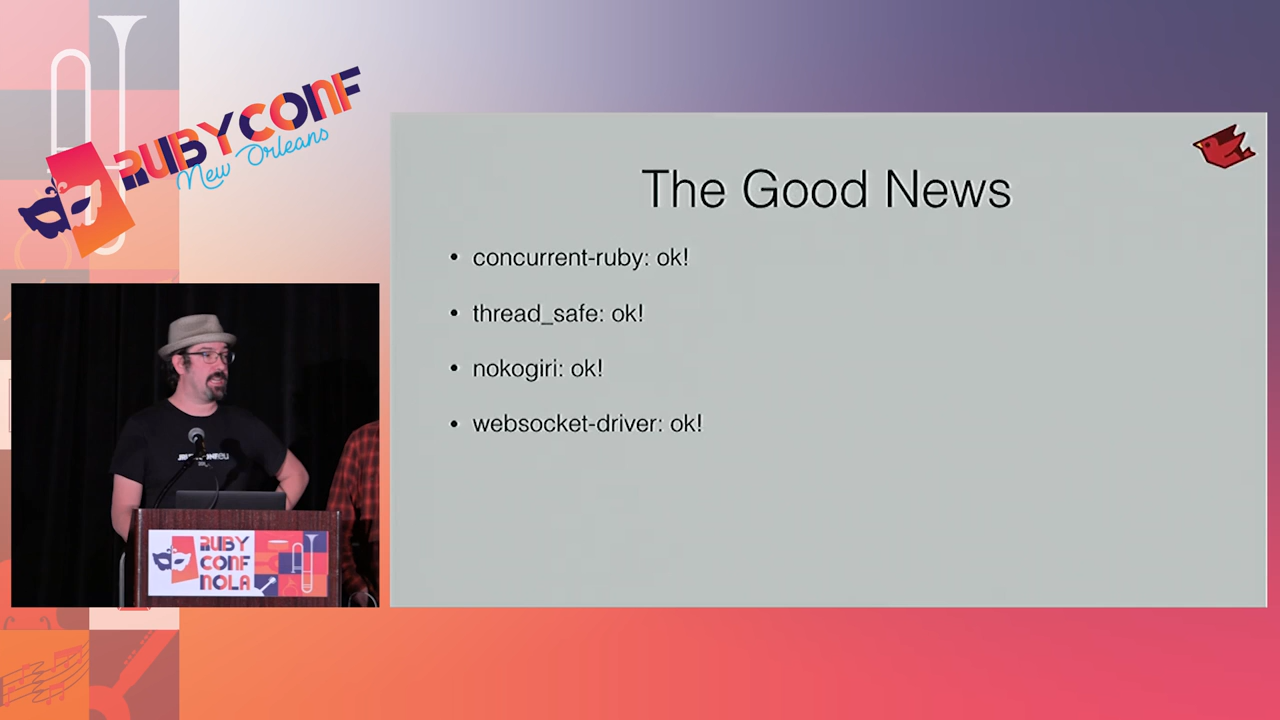 RUBYCONF
New Orleans
The Good News
• concurrent-ruby: ok!
• thread_safe: ok!
• nokogiri: ok!
• websocket-driver: ok!
RUBY
CONF
NOLA